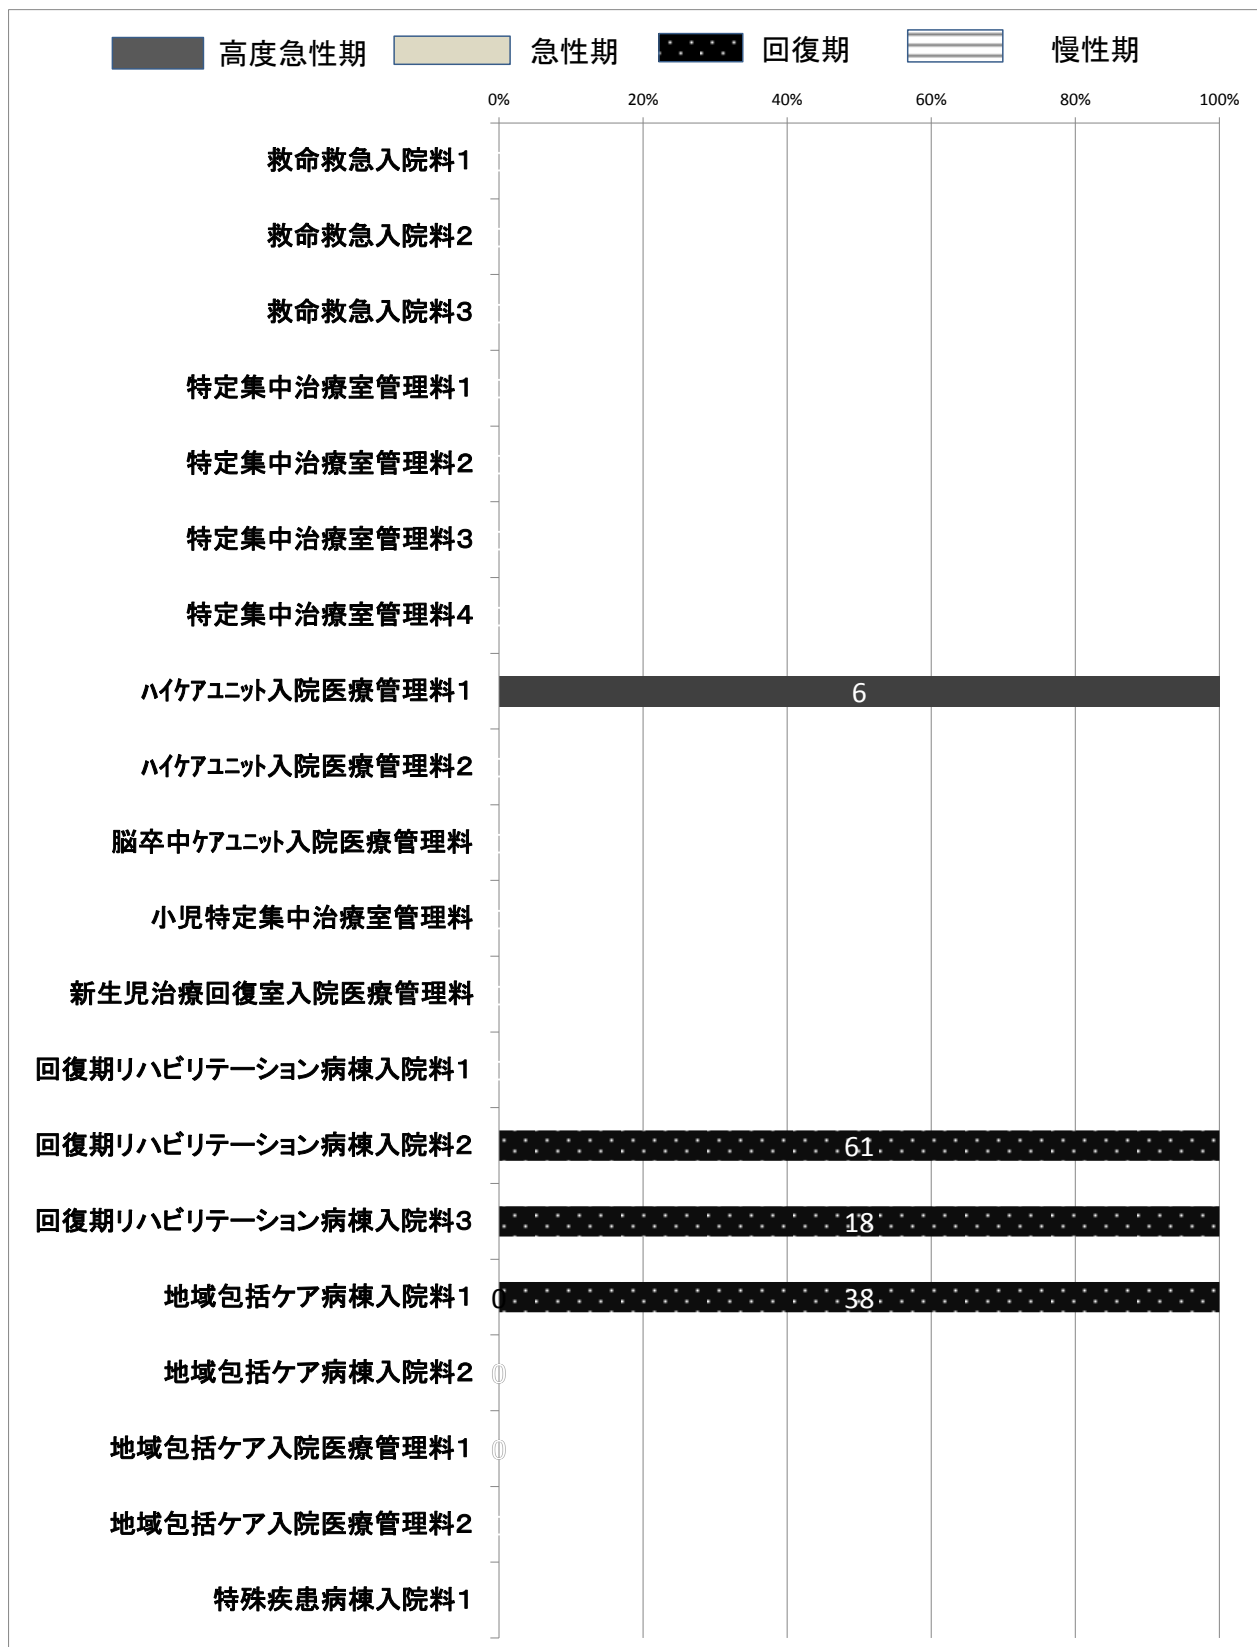 高度急性期 急性期 回復期 慢性期
0% 20% 40% 60% 80% 100%
救命救急入院料1
救命救急入院料2
救命救急入院料3
特定集中治療室管理料1
特定集中治療室管理料2
特定集中治療室管理料3
特定集中治療室管理料4
ﾊｲｹｱﾕﾆｯﾄ入院医療管理料1 6
ﾊｲｹｱﾕﾆｯﾄ入院医療管理料2
脳卒中ｹｱﾕﾆｯﾄ入院医療管理料
小児特定集中治療室管理料
新生児治療回復室入院医療管理料
回復期リハビリテーション病棟入院料1
回復期リハビリテーション病棟入院料2 61
回復期リハビリテーション病棟入院料3 18
地域包括ケア病棟入院料1 0 38
地域包括ケア病棟入院料2 0
地域包括ケア入院医療管理料1 0
地域包括ケア入院医療管理料2
特殊疾患病棟入院料1